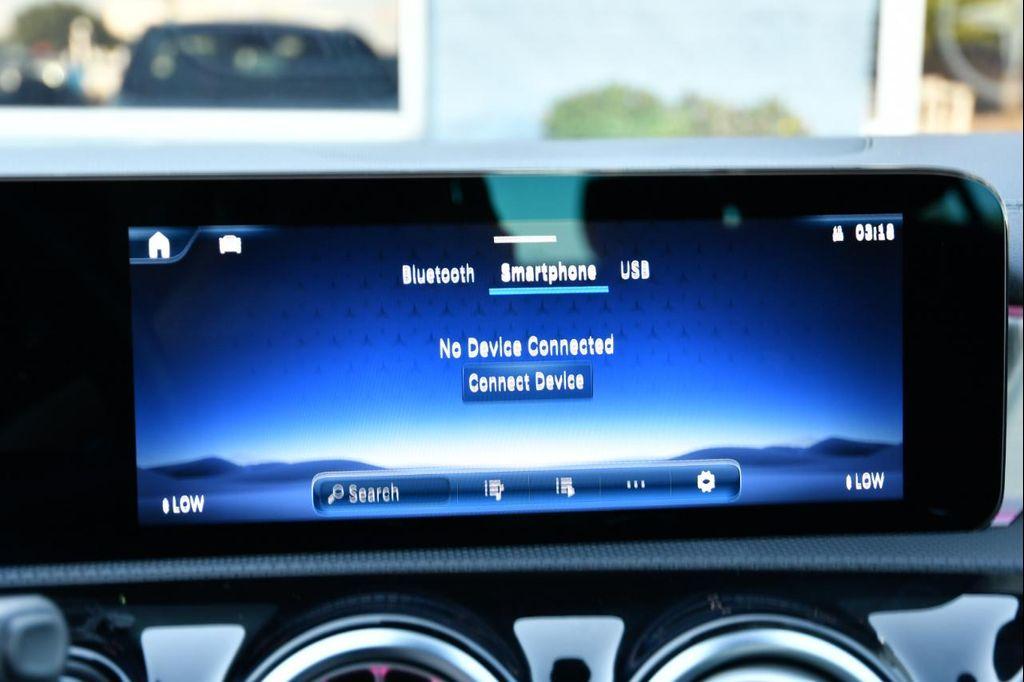 03:18
Bluetooth Smartphone USB
No Device Connected
Connect Device
Search
LOW
LOW